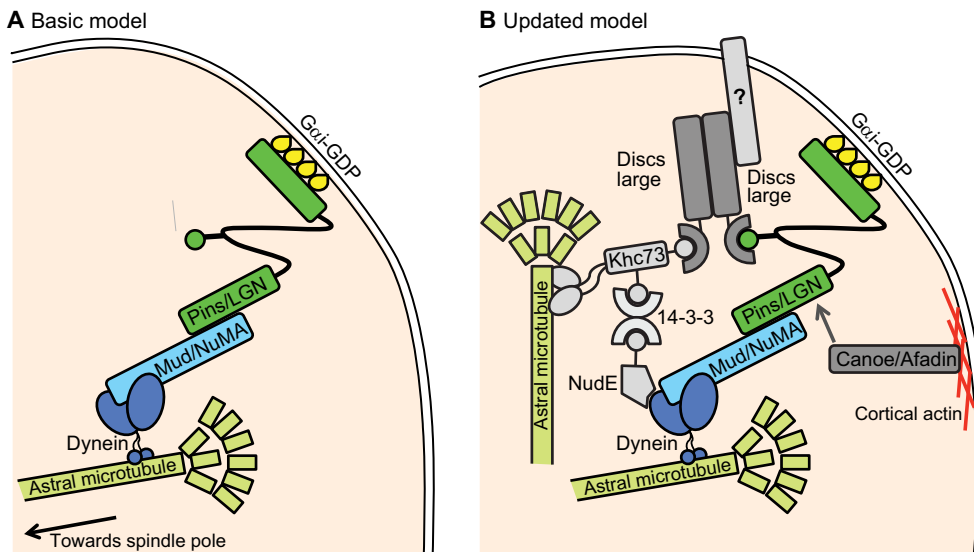 A Basic model
Gαi-GDP
Pins/LGN
Mud/NuMA
Dynein
Astral microtubule
Towards spindle pole
B Updated model
?
Gαi-GDP
Discs
large
Discs
large
Khc73
Astral microtubule
14-3-3
Pins/LGN
Mud/NuMA
NudE
Canoe/Afadin
Cortical actin
Dynein
Astral microtubule